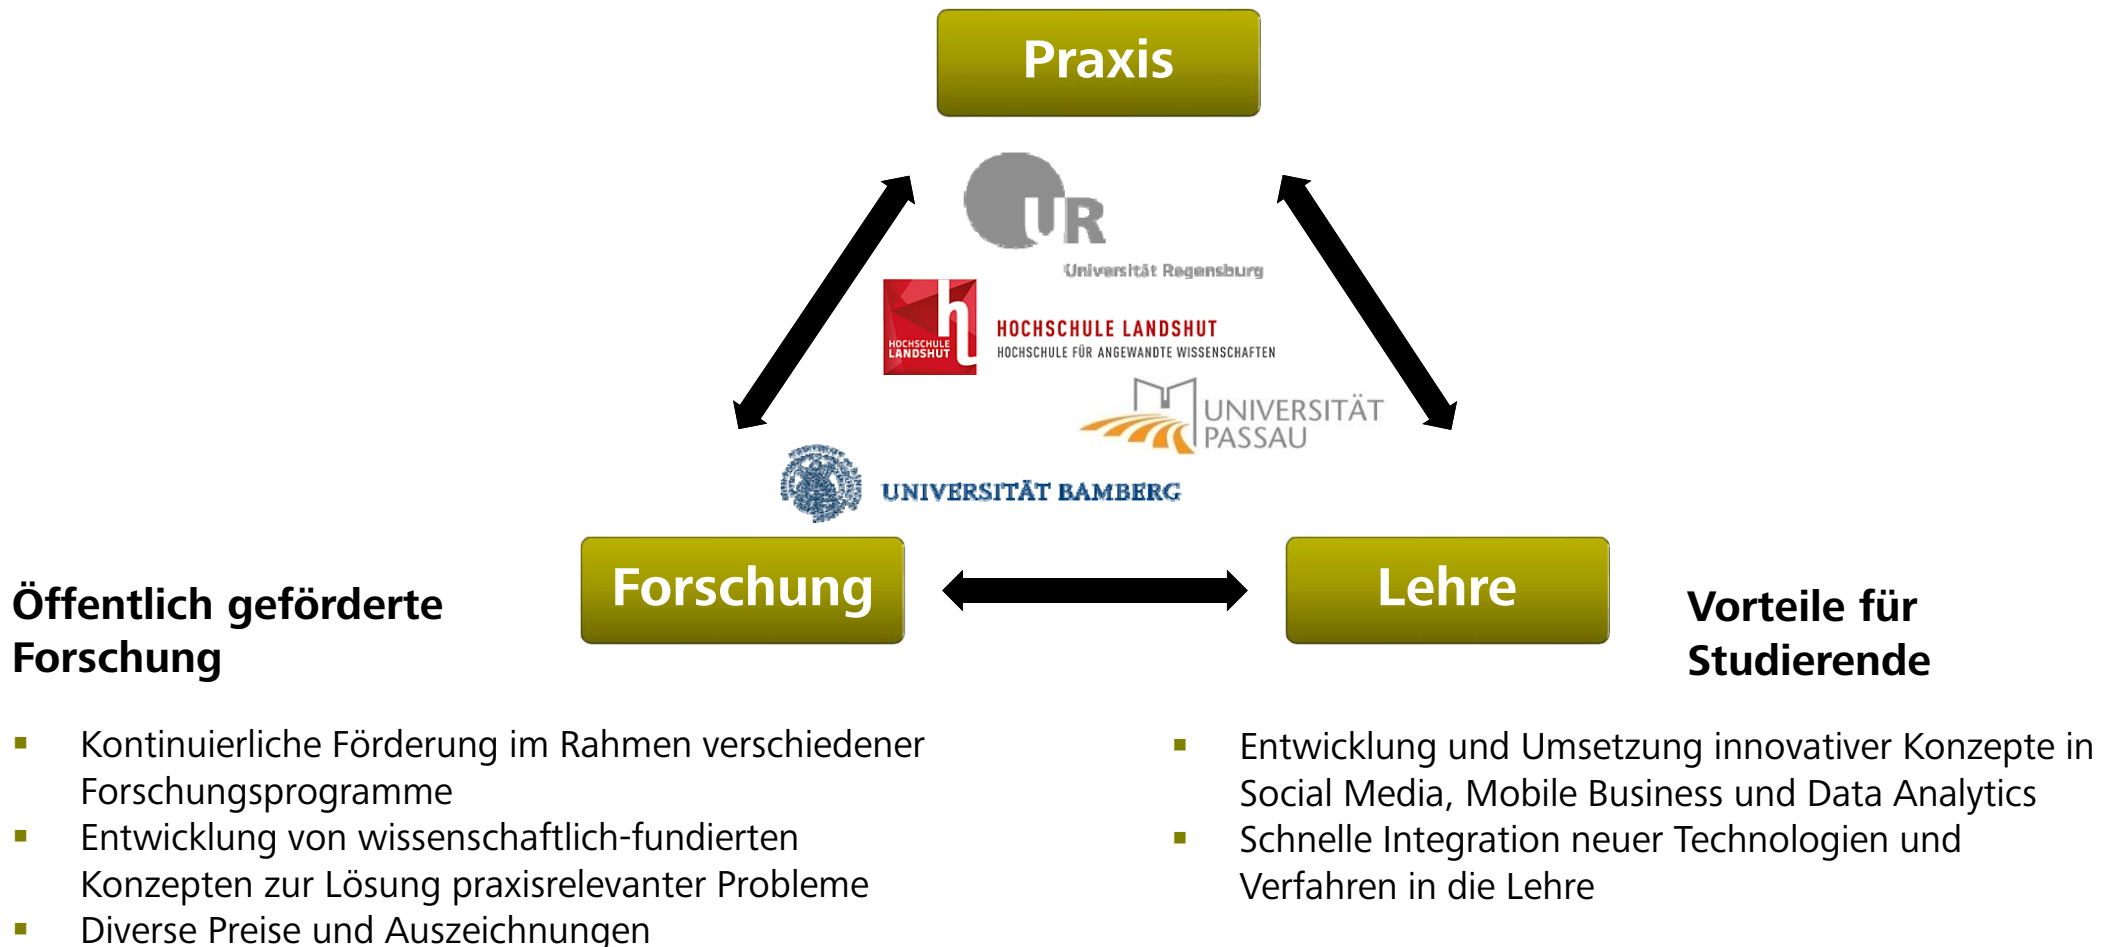 Praxis
UR
Universität Regensburg
h
HOCHSCHULE
LANDSHUT
HOCHSCHULE LANDSHUT
HOCHSCHULE FÜR ANGEWANDTE WISSENSCHAFTEN
UNIVERSITÄT
PASSAU
UNIVERSITÄT BAMBERG
Forschung
Lehre
Öffentlich geförderte
Forschung
▪ Kontinuierliche Förderung im Rahmen verschiedener
Forschungsprogramme
▪ Entwicklung von wissenschaftlich-fundierten
Konzepten zur Lösung praxisrelevanter Probleme
▪ Diverse Preise und Auszeichnungen
Vorteile für
Studierende
▪ Entwicklung und Umsetzung innovativer Konzepte in
Social Media, Mobile Business und Data Analytics
▪ Schnelle Integration neuer Technologien und
Verfahren in die Lehre